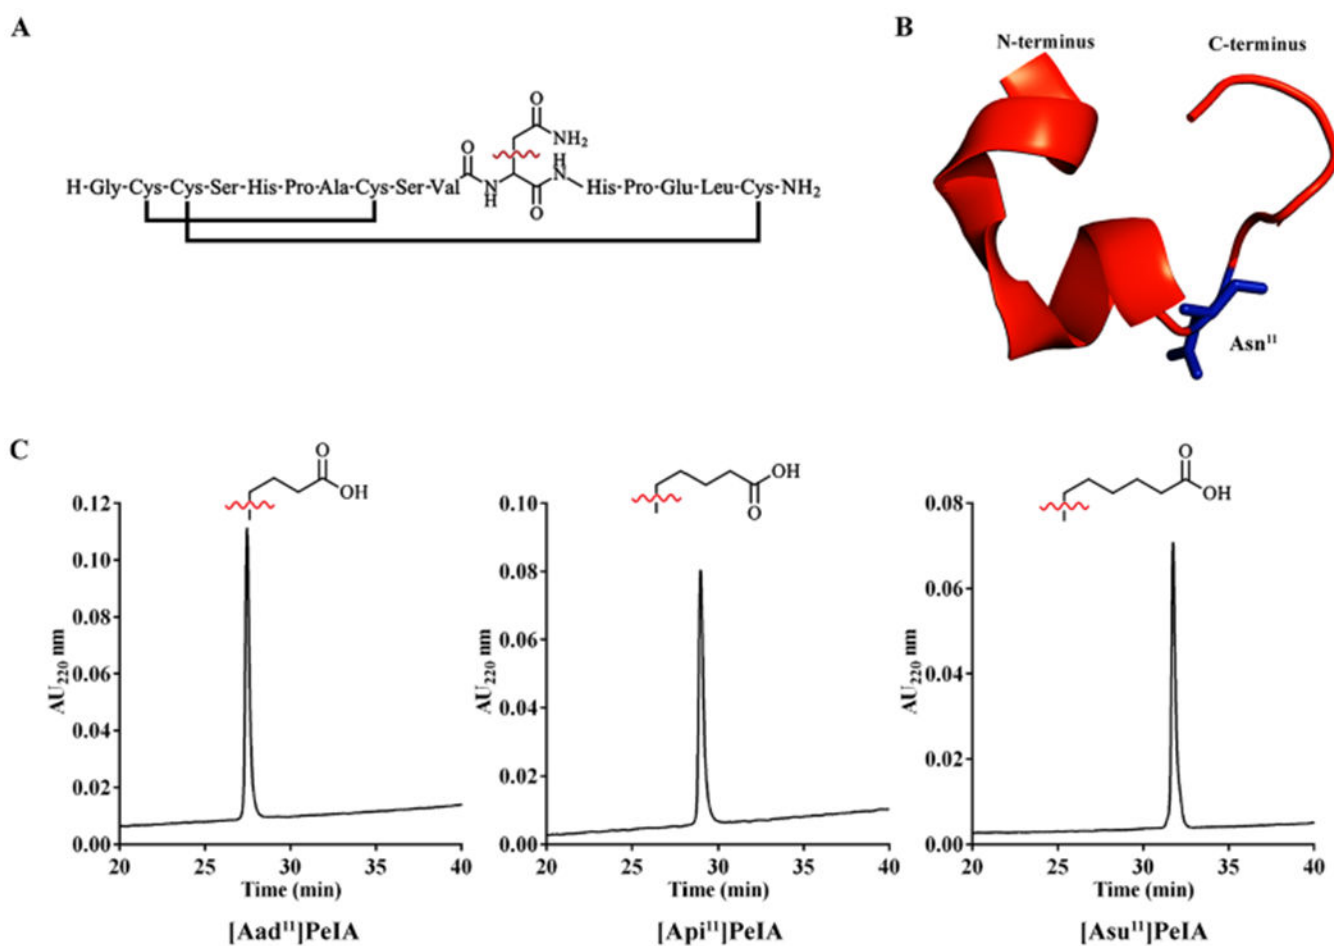 A
B
N-terminus
C-terminus
O
NH₂
O
H
N
H-Gly-Cys-Cys-Ser-His-Pro-Ala-Cys-Ser-Val
N
H
O
His-Pro-Glu-Leu-Cys-NH₂
Asn¹¹
C
O
OH
OH
O
O
OH
0.12
0.10
0.08
0.06
0.04
0.02
0.00
AU₂₂₀ nm
20 25 30 35 40
Time (min)
[Aad¹¹]PeIA
0.10
0.08
0.06
0.04
0.02
0.00
AU₂₂₀ nm
20 25 30 35 40
Time (min)
[Api¹¹]PeIA
0.08
0.06
0.04
0.02
0.00
AU₂₂₀ nm
20 25 30 35 40
Time (min)
[Asu¹¹]PeIA